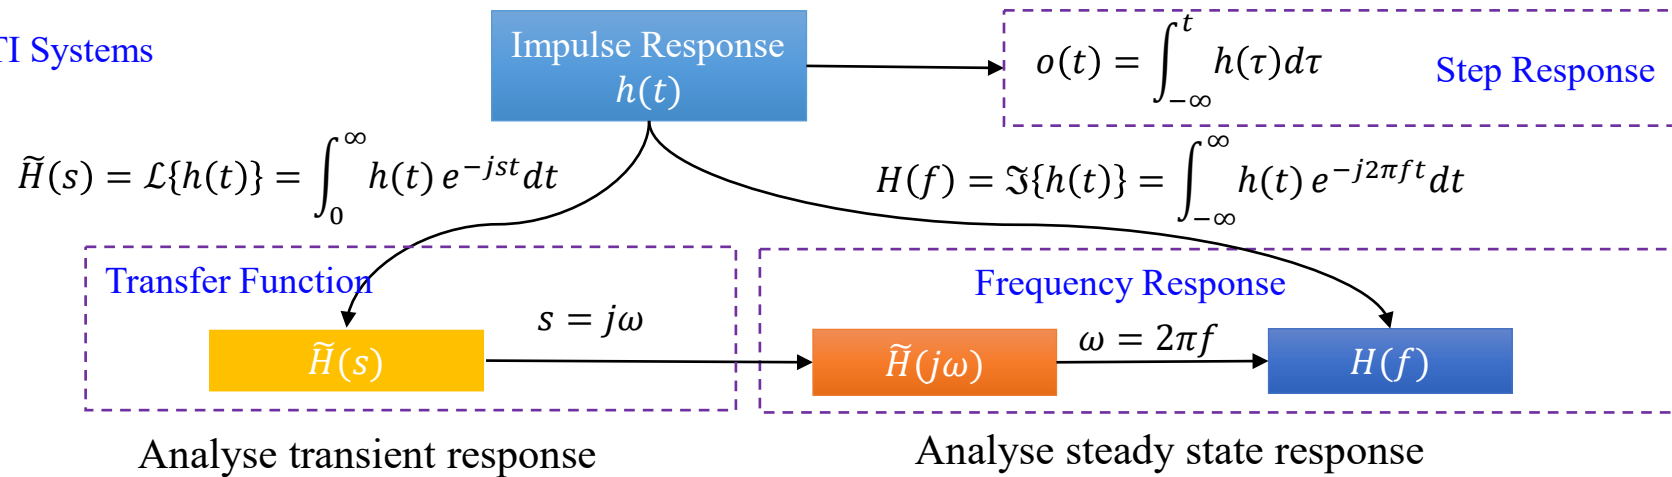 TI Systems
Impulse Response
h(t)
o(t) = ∫_{-∞}^{t} h(τ)dτ
Step Response
H̃(s) = ℒ{h(t)} = ∫_0^∞ h(t) e^{-jst} dt
H(f) = ℑ{h(t)} = ∫_{-∞}^{∞} h(t) e^{-j2πft} dt
Transfer Function
Frequency Response
s = jω
ω = 2πf
H̃(s)
H̃(jω)
H(f)
Analyse transient response
Analyse steady state response